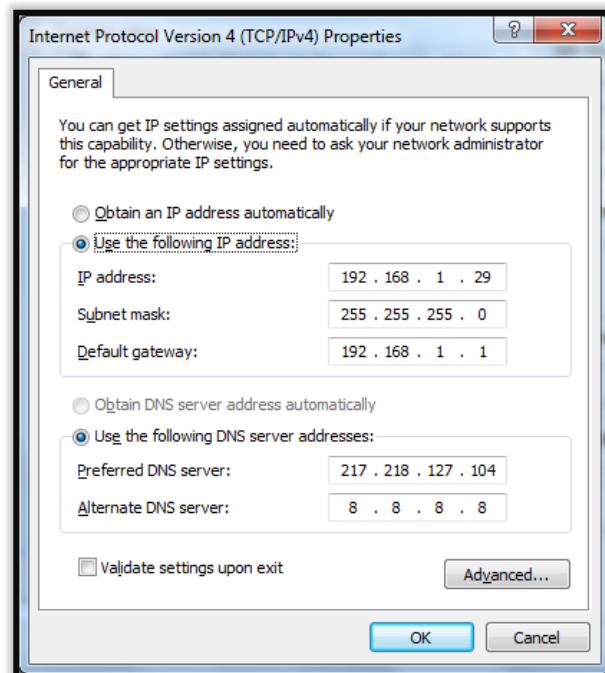 Internet Protocol Version 4 (TCP/IPv4) Properties
General
You can get IP settings assigned automatically if your network supports
this capability. Otherwise, you need to ask your network administrator
for the appropriate IP settings.
Obtain an IP address automatically
Use the following IP address:
IP address: 192 . 168 . 1 . 29
Subnet mask: 255 . 255 . 255 . 0
Default gateway: 192 . 168 . 1 . 1
Obtain DNS server address automatically
Use the following DNS server addresses:
Preferred DNS server: 217 . 218 . 127 . 104
Alternate DNS server: 8 . 8 . 8 . 8
Validate settings upon exit
Advanced...
OK Cancel